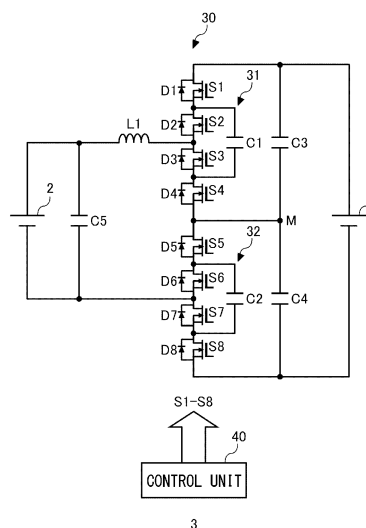 30
D1 S1 31
L1 D2 S2
D3 S3 C1 C3
D4 S4
2 C5 M
D5 S5 32
D6 S6
D7 S7 C2 C4
D8 S8
S1-S8
40
CONTROL UNIT
3